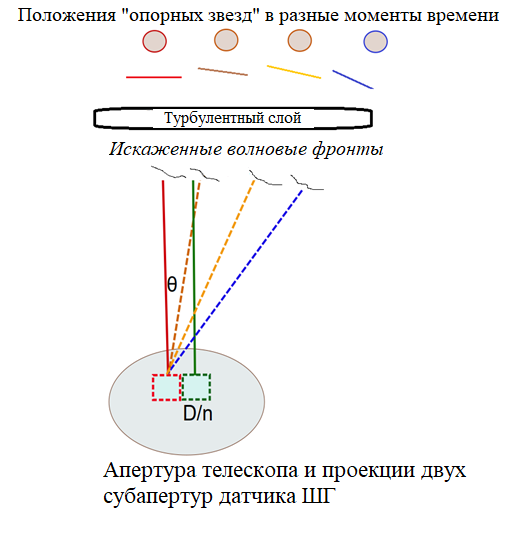 Положения "опорных звезд" в разные моменты времени
Турбулентный слой
Искаженные волновые фронты
θ
D/n
Апертура телескопа и проекции двух
субапертур датчика ШГ